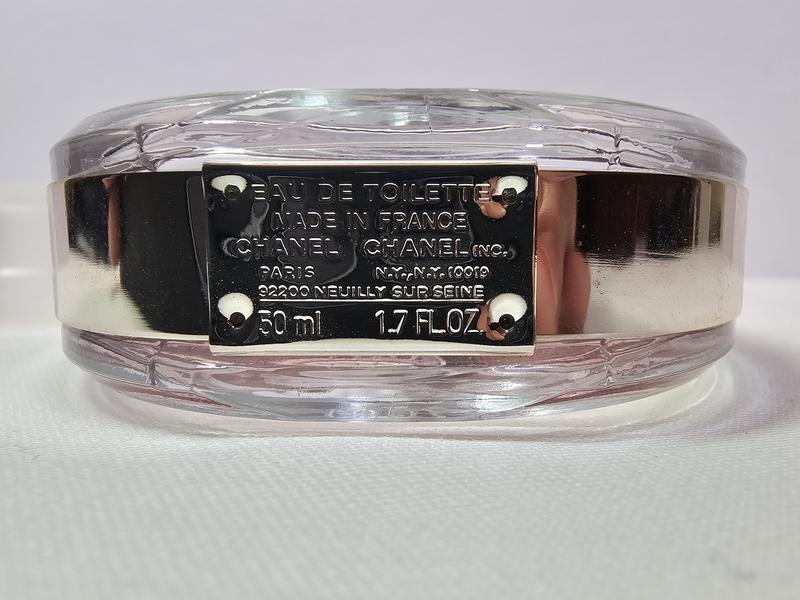 EAU DE TOILETTE
MADE IN FRANCE
CHANEL CHANEL INC.
PARIS N.Y., N.Y. 10019
92200 NEUILLY SUR SEINE
50 ml 1.7 FL.OZ.